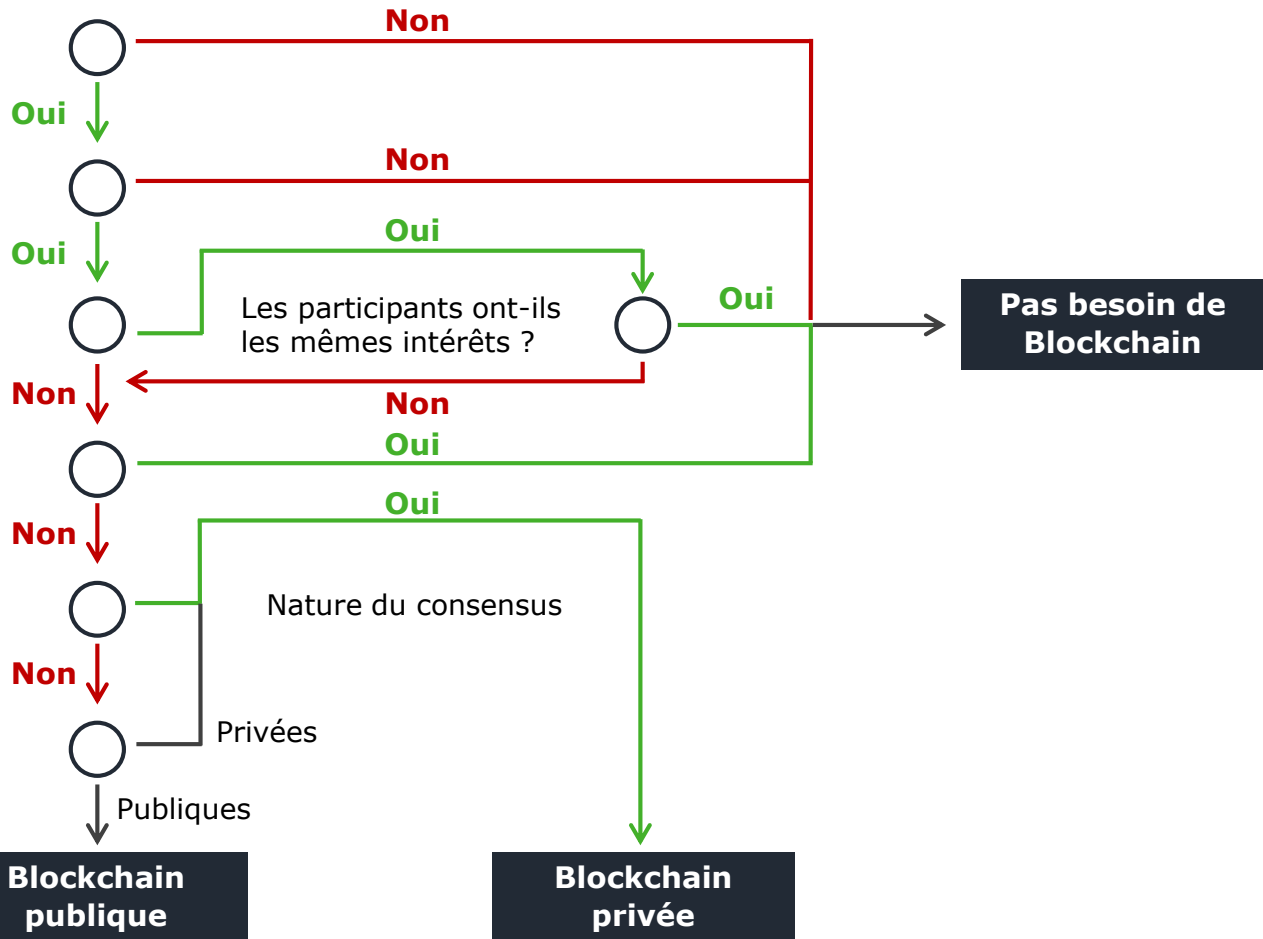 Non
Oui
Non
Oui
Oui
Les participants ont-ils
les mêmes intérêts ?
Oui
Pas besoin de
Blockchain
Non
Non
Oui
Oui
Non
Nature du consensus
Non
Privées
Publiques
Blockchain
publique
Blockchain
privée